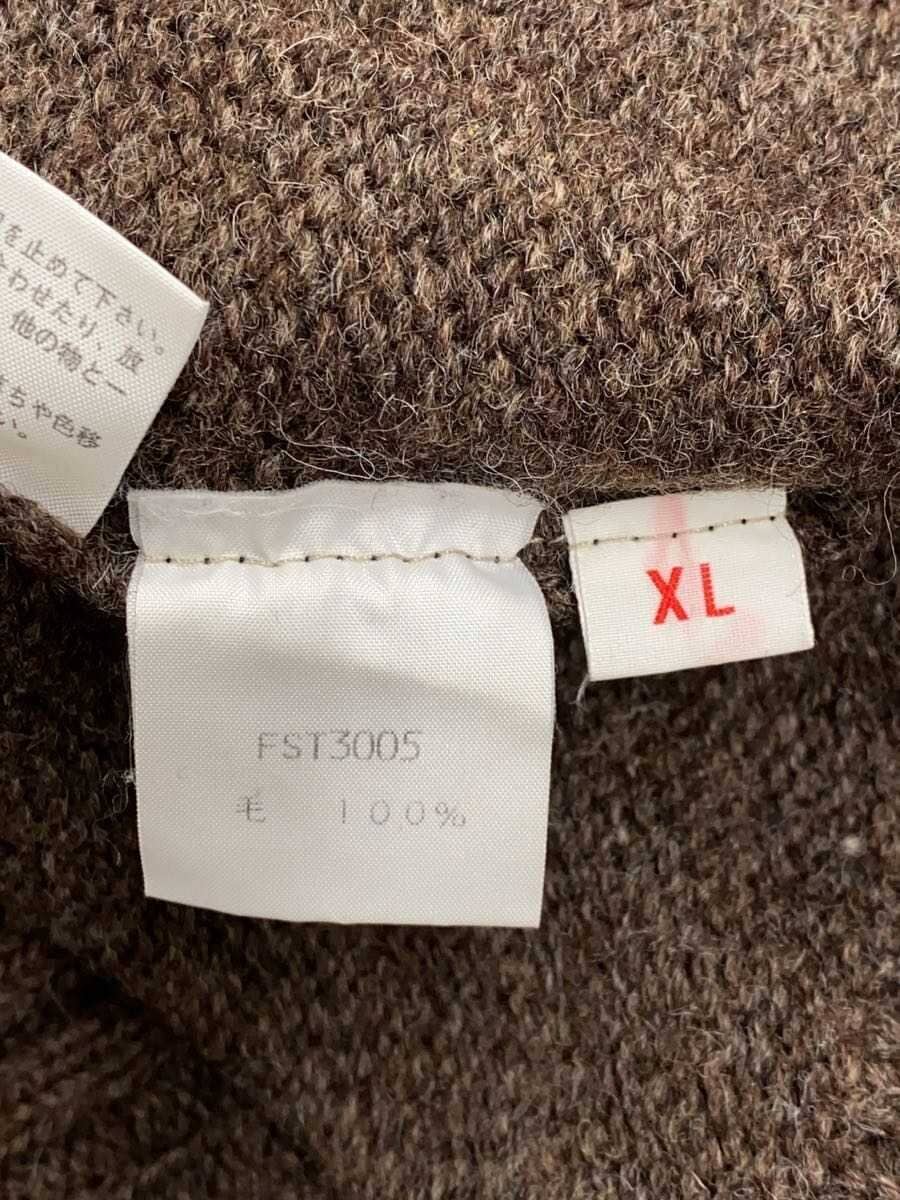 を止めて下さい。
わせたり、放
他の物と一
ちや色移
い。
XL
FST3005
毛 100%